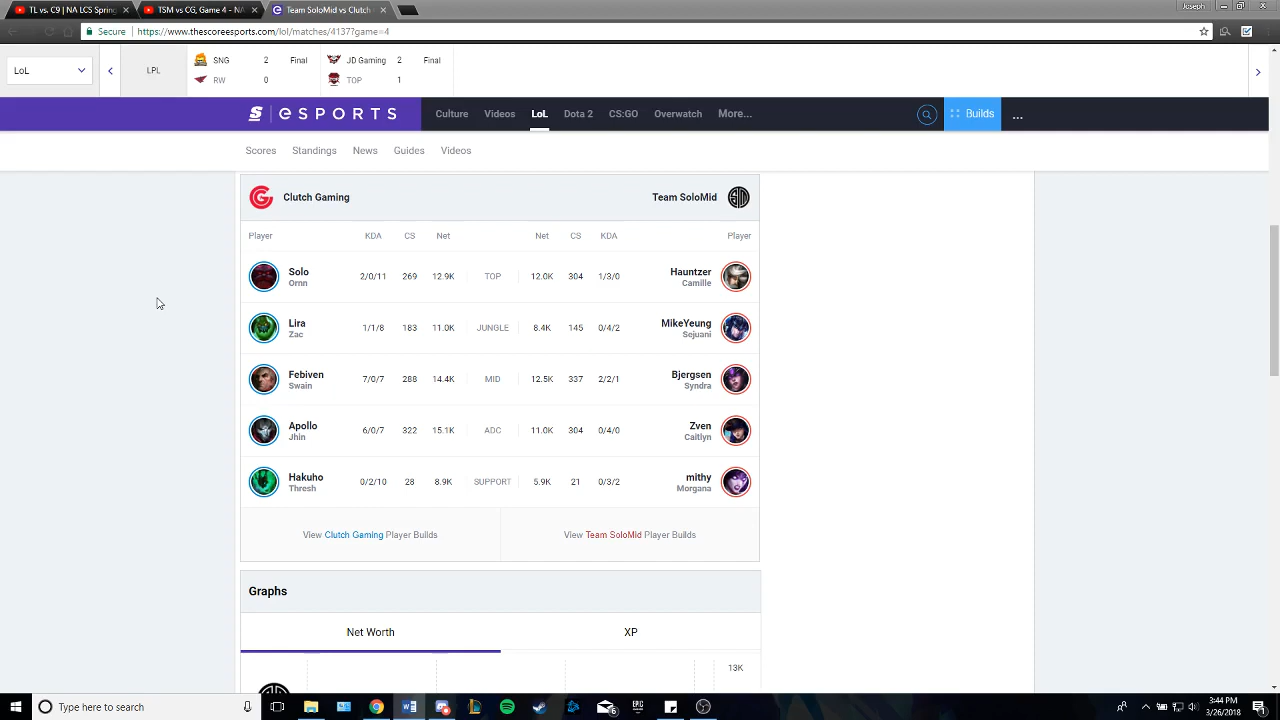 TL vs. C9 | NA LCS Spring
TSM vs CG, Game 4 - NA
Team SoloMid vs Clutch
Joseph
Secure https://www.thescoreesports.com/lol/matches/4137?game=4
LoL
LPL
SNG 2 Final
RW 0
JD Gaming 2 Final
TOP 1
eSPORTS
Culture Videos LoL Dota 2 CS:GO Overwatch More... Builds ...
Scores Standings News Guides Videos
Clutch Gaming Team SoloMid
Player KDA CS Net Net CS KDA Player
Solo 2/0/11 269 12.9K TOP 12.0K 304 1/3/0 Hauntzer
Ornn Camille
Lira 1/1/8 183 11.0K JUNGLE 8.4K 145 0/4/2 MikeYeung
Zac Sejuani
Febiven 7/0/7 288 14.4K MID 12.5K 337 2/2/1 Bjergsen
Swain Syndra
Apollo 6/0/7 322 15.1K ADC 11.0K 304 0/4/0 Zven
Jhin Caitlyn
Hakuho 0/2/10 28 8.9K SUPPORT 5.9K 21 0/3/2 mithy
Thresh Morgana
View Clutch Gaming Player Builds View Team SoloMid Player Builds
Graphs
Net Worth XP
13K
Type here to search
3:44 PM
3/26/2018